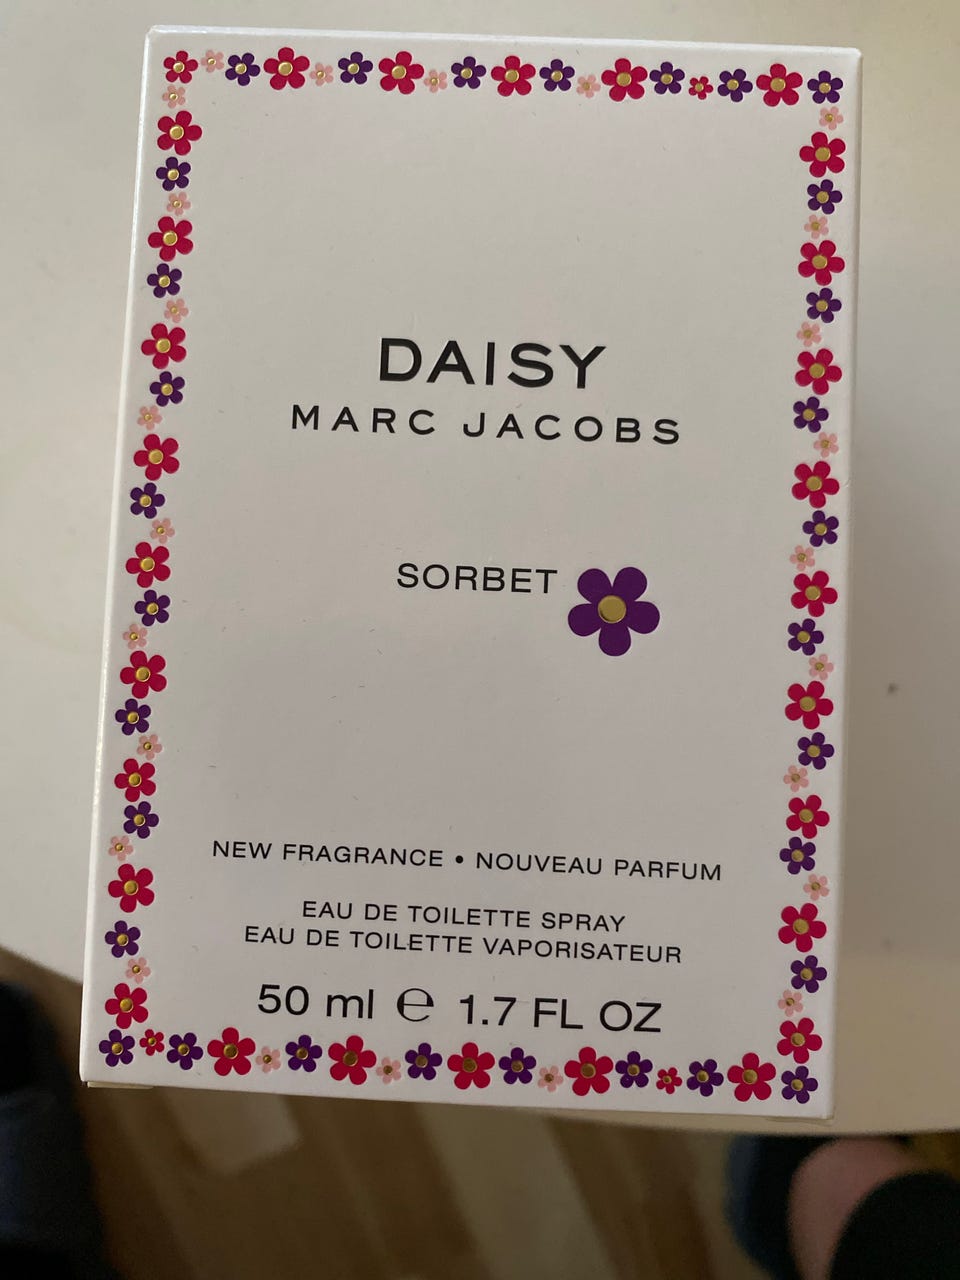 DAISY
MARC JACOBS
SORBET
NEW FRAGRANCE • NOUVEAU PARFUM
EAU DE TOILETTE SPRAY
EAU DE TOILETTE VAPORISATEUR
50 ml ℮ 1.7 FL OZ